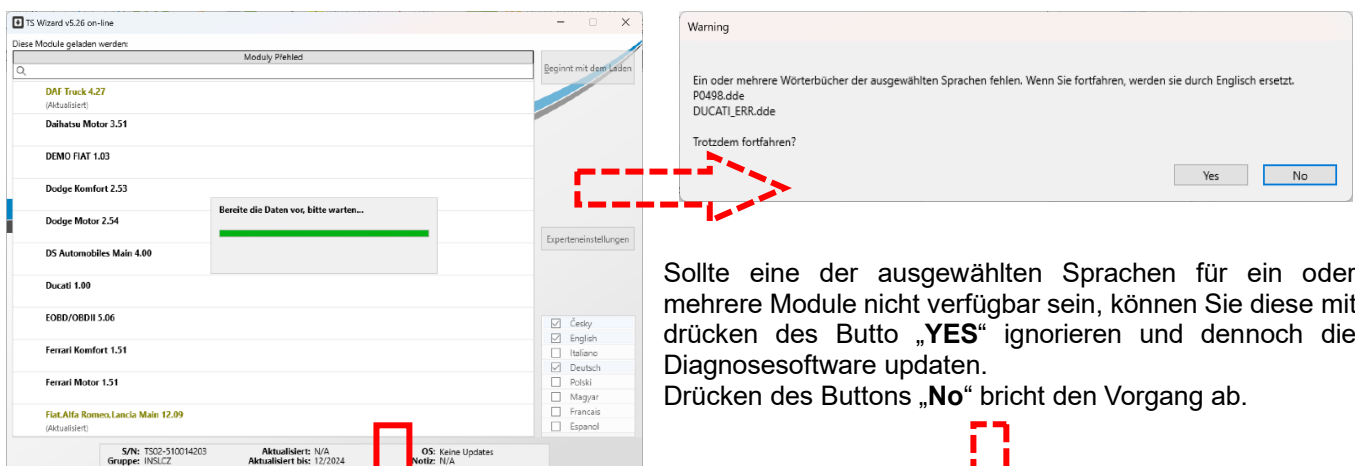 TS Wizard v5.26 on-line
Diese Module geladen werden:
Moduly Přehled
Beginnt mit dem Laden
DAF Truck 4.27
(Aktualisiert)
Daihatsu Motor 3.51
DEMO FIAT 1.03
Dodge Komfort 2.53
Dodge Motor 2.54
DS Automobiles Main 4.00
Ducati 1.00
EOBD/OBDII 5.06
Ferrari Komfort 1.51
Ferrari Motor 1.51
Fiat.Alfa Romeo.Lancia Main 12.09
(Aktualisiert)
Bereite die Daten vor, bitte warten...
Experteneinstellungen
Česky
English
Italiano
Deutsch
Polski
Magyar
Francais
Espanol
S/N: TS02-510014203 Aktualisiert: N/A OS: Keine Updates
Gruppe: INSLCZ Aktualisiert bis: 12/2024 Notiz: N/A
Warning
Ein oder mehrere Wörterbücher der ausgewählten Sprachen fehlen. Wenn Sie fortfahren, werden sie durch Englisch ersetzt.
P0498.dde
DUCATI_ERR.dde
Trotzdem fortfahren?
Yes No
Sollte eine der ausgewählten Sprachen für ein oder
mehrere Module nicht verfügbar sein, können Sie diese mit
drücken des Butto „YES“ ignorieren und dennoch die
Diagnosesoftware updaten.
Drücken des Buttons „No“ bricht den Vorgang ab.